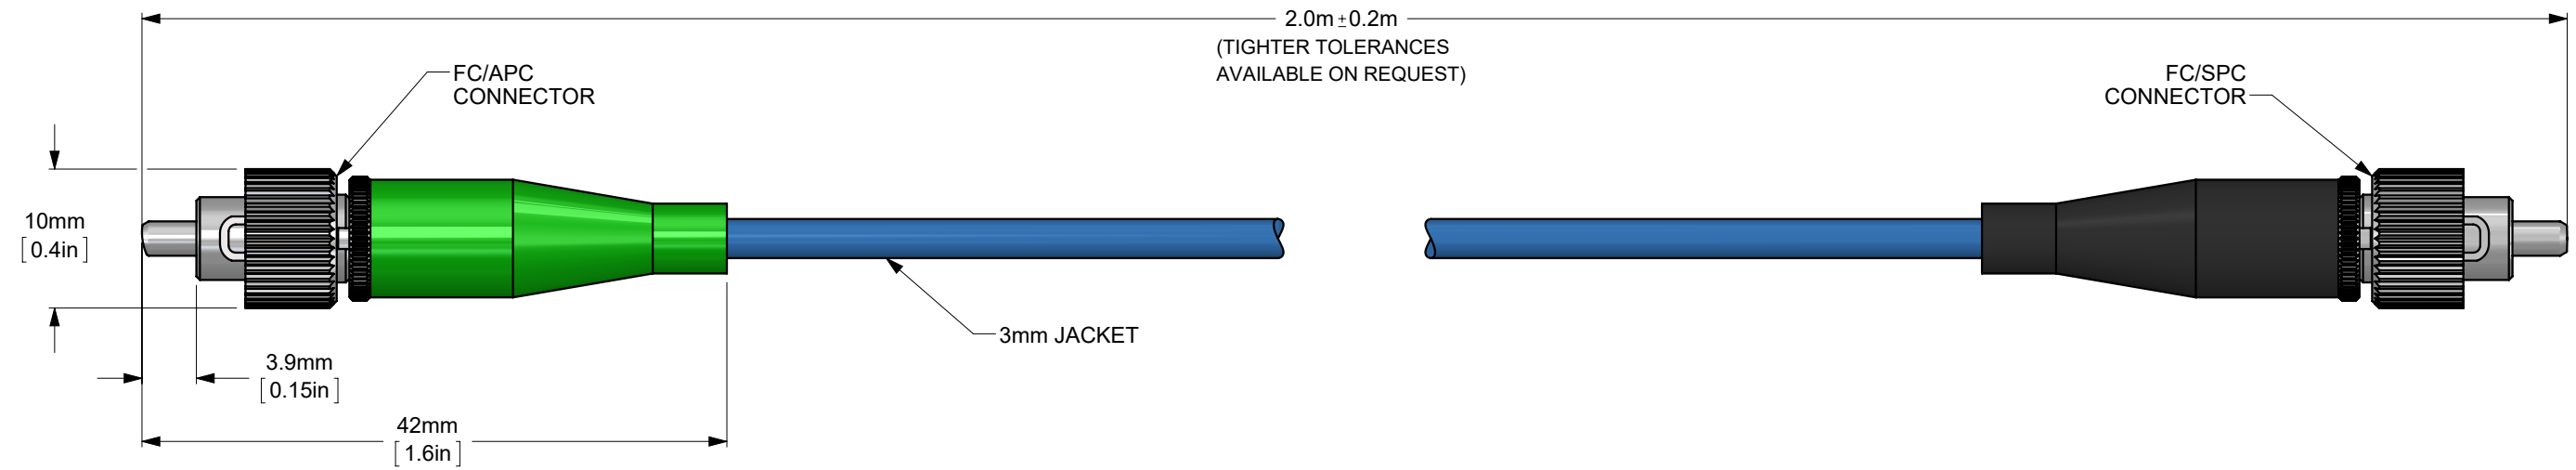 2.0m ±0.2m
(TIGHTER TOLERANCES
AVAILABLE ON REQUEST)
FC/APC
CONNECTOR
FC/SPC
CONNECTOR
10mm
[0.4in]
3mm JACKET
3.9mm
[0.15in]
42mm
[1.6in]